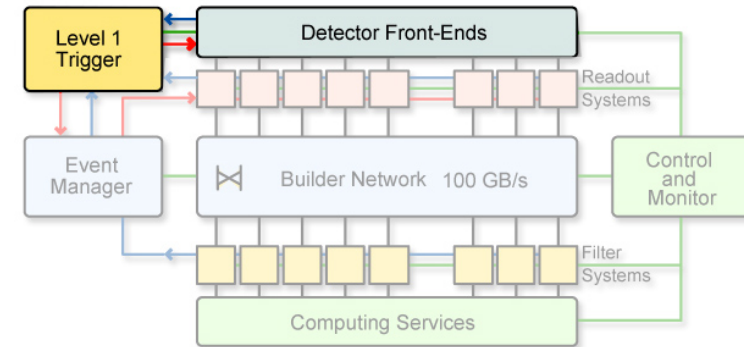 Level 1
Trigger
Detector Front-Ends
Readout
Systems
Event
Manager
Builder Network 100 GB/s
Control
and
Monitor
Filter
Systems
Computing Services